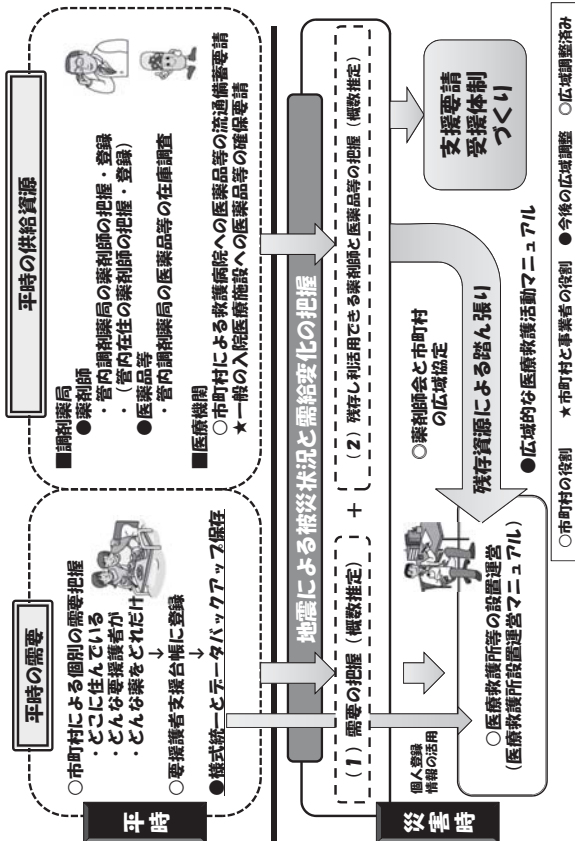 平時
平時の需要
○市町村による個別の需要把握
・どこに住んでいる
・どんな要援護者が
・どんな薬をどれだけ
↓
○要援護者支援台帳に登録
↓
●様式統一とデータバックアップ保存
平時の供給資源
■調剤薬局
●薬剤師
・管内調剤薬局の薬剤師の把握・登録
・(管内在住の薬剤師の把握・登録)
●医薬品等
・管内調剤薬局の医薬品等の在庫調査
■医療機関
○市町村による救護病院への医薬品等の流通備蓄要請
★一般の入院医療施設への医薬品等の確保要請
災害時
地震による被災状況と需給変化の把握
(1) 需要の把握 (概数推定)
+
(2) 残存し利活用できる薬剤師と医薬品等の把握 (概数推定)
個人登録
情報の活用
○薬剤師会と市町村
の広域協定
支援要請
受援体制
づくり
残存資源による踏ん張り
○医療救護所等の設置運営
(医療救護所設置運営マニュアル)
●広域的な医療救護活動マニュアル
○市町村の役割 ★市町村と事業者の役割 ●今後の広域調整 ○広域調整済み